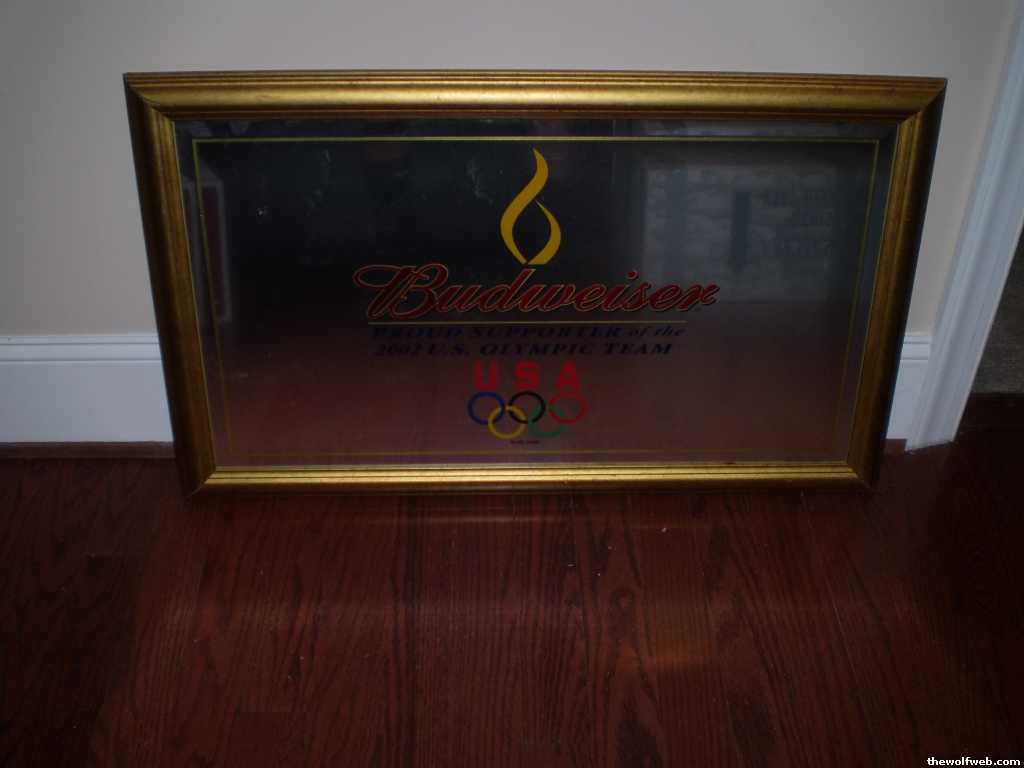 Budweiser
PROUD SUPPORTER of the
2002 U.S. OLYMPIC TEAM
USA
thewolfweb.com